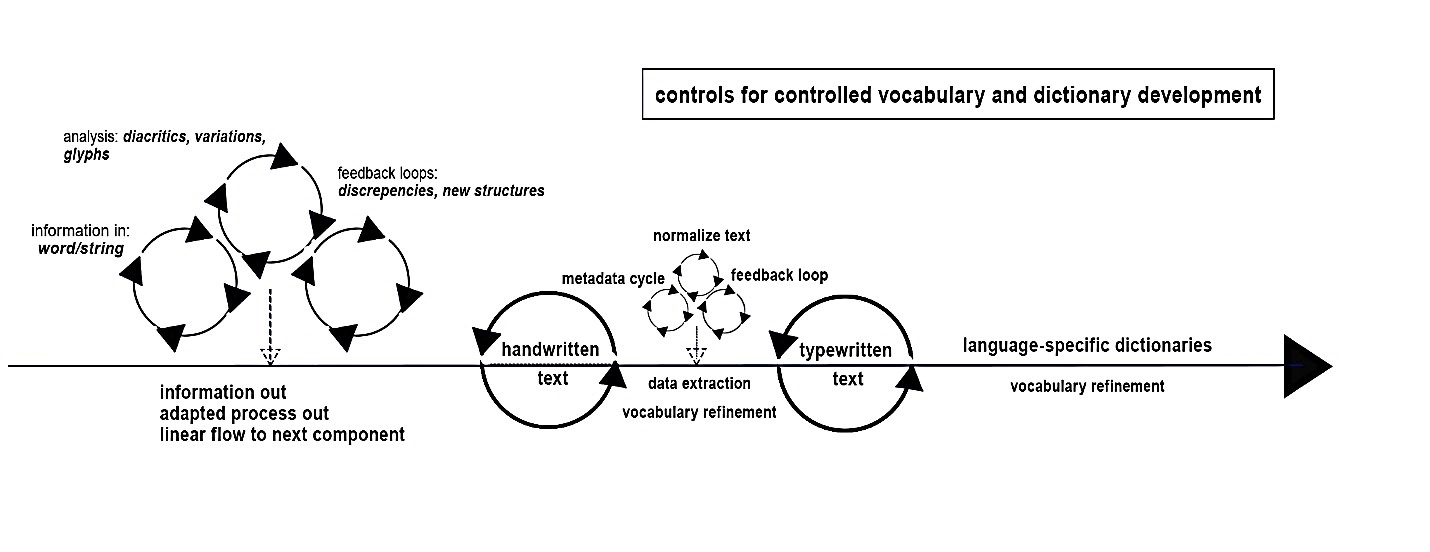 controls for controlled vocabulary and dictionary development
analysis: diacritics, variations,
glyphs
feedback loops:
discrepencies, new structures
information in:
word/string
normalize text
metadata cycle
feedback loop
handwritten
text
typewritten
text
language-specific dictionaries
vocabulary refinement
data extraction
vocabulary refinement
information out
adapted process out
linear flow to next component